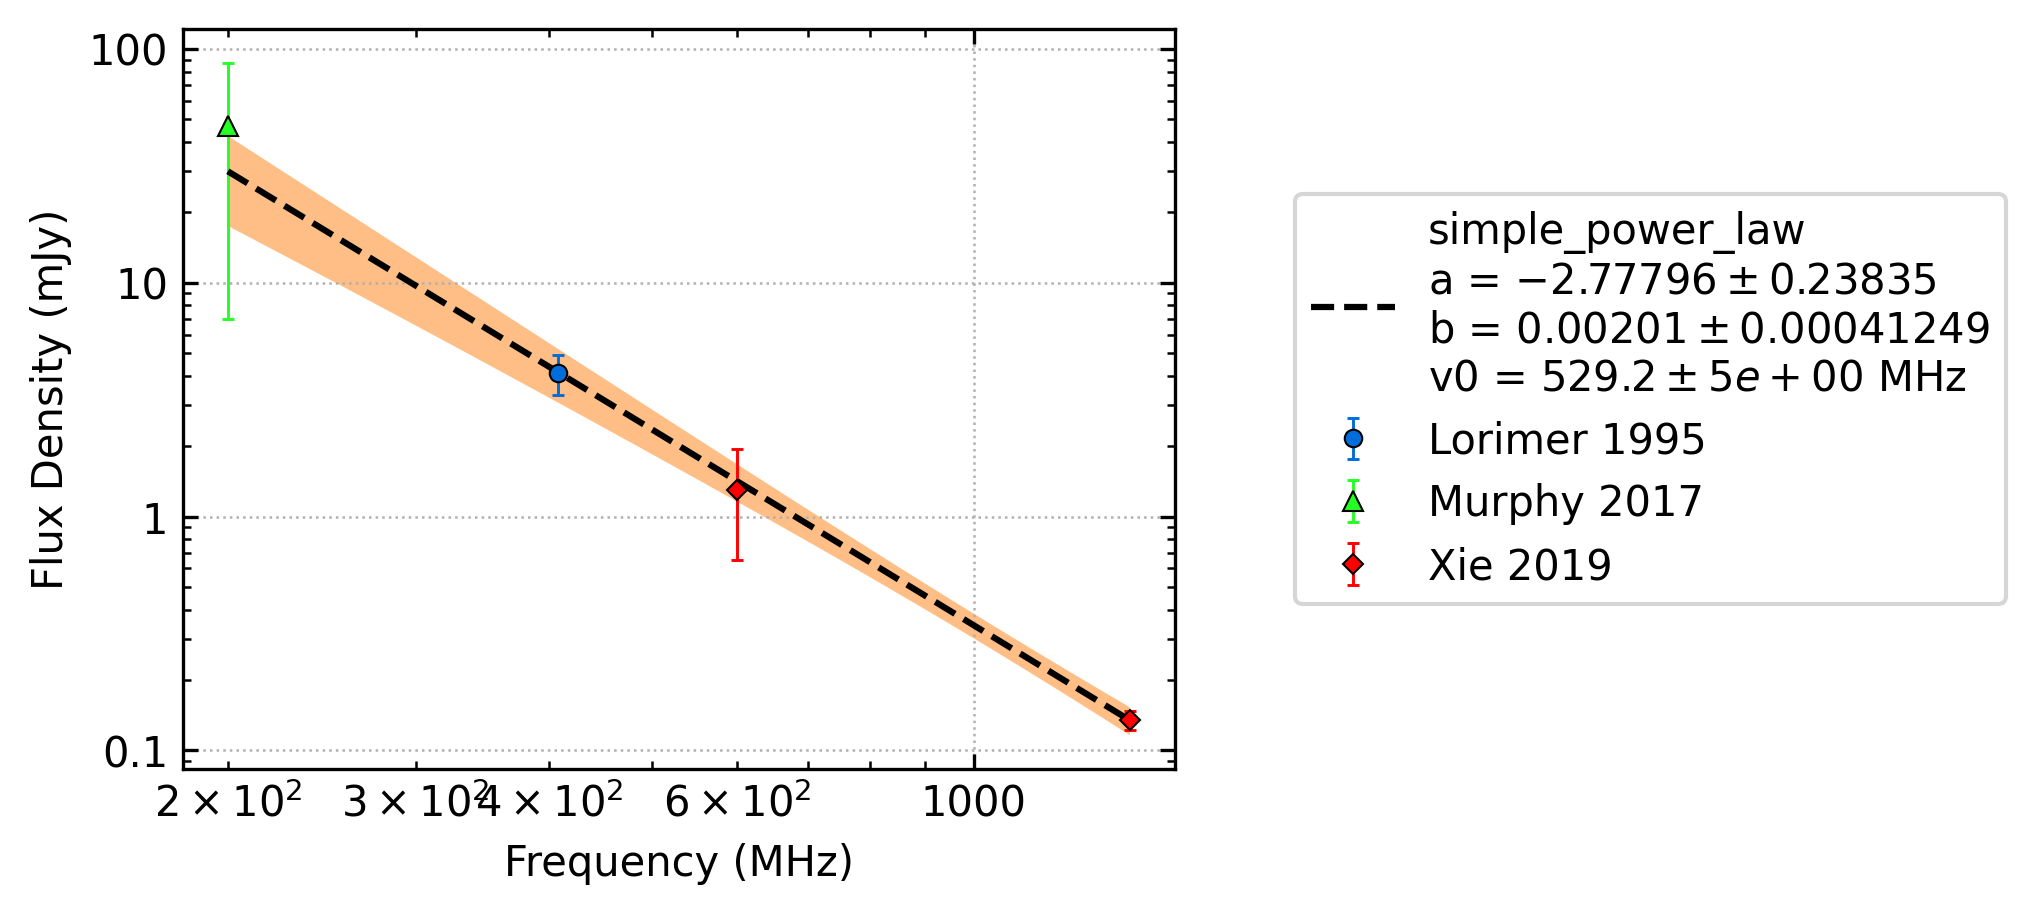 100
10
1
0.1
Flux Density (mJy)
2 × 10² 3 × 10² 4 × 10² 6 × 10² 1000
Frequency (MHz)
simple_power_law
a = −2.77796 ± 0.23835
b = 0.00201 ± 0.00041249
v0 = 529.2 ± 5e + 00 MHz
Lorimer 1995
Murphy 2017
Xie 2019